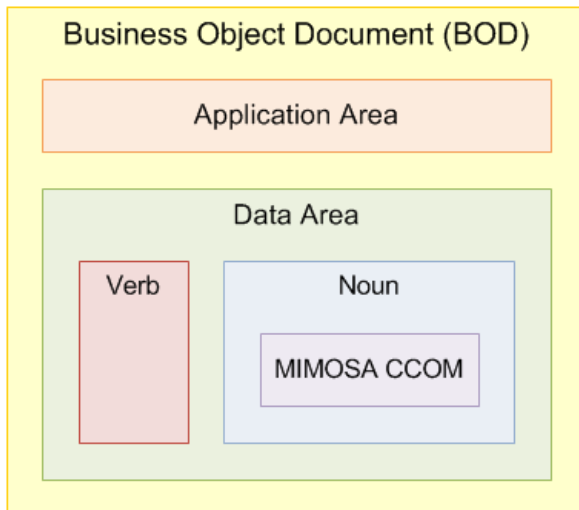 Business Object Document (BOD)
Application Area
Data Area
Verb
Noun
MIMOSA CCOM